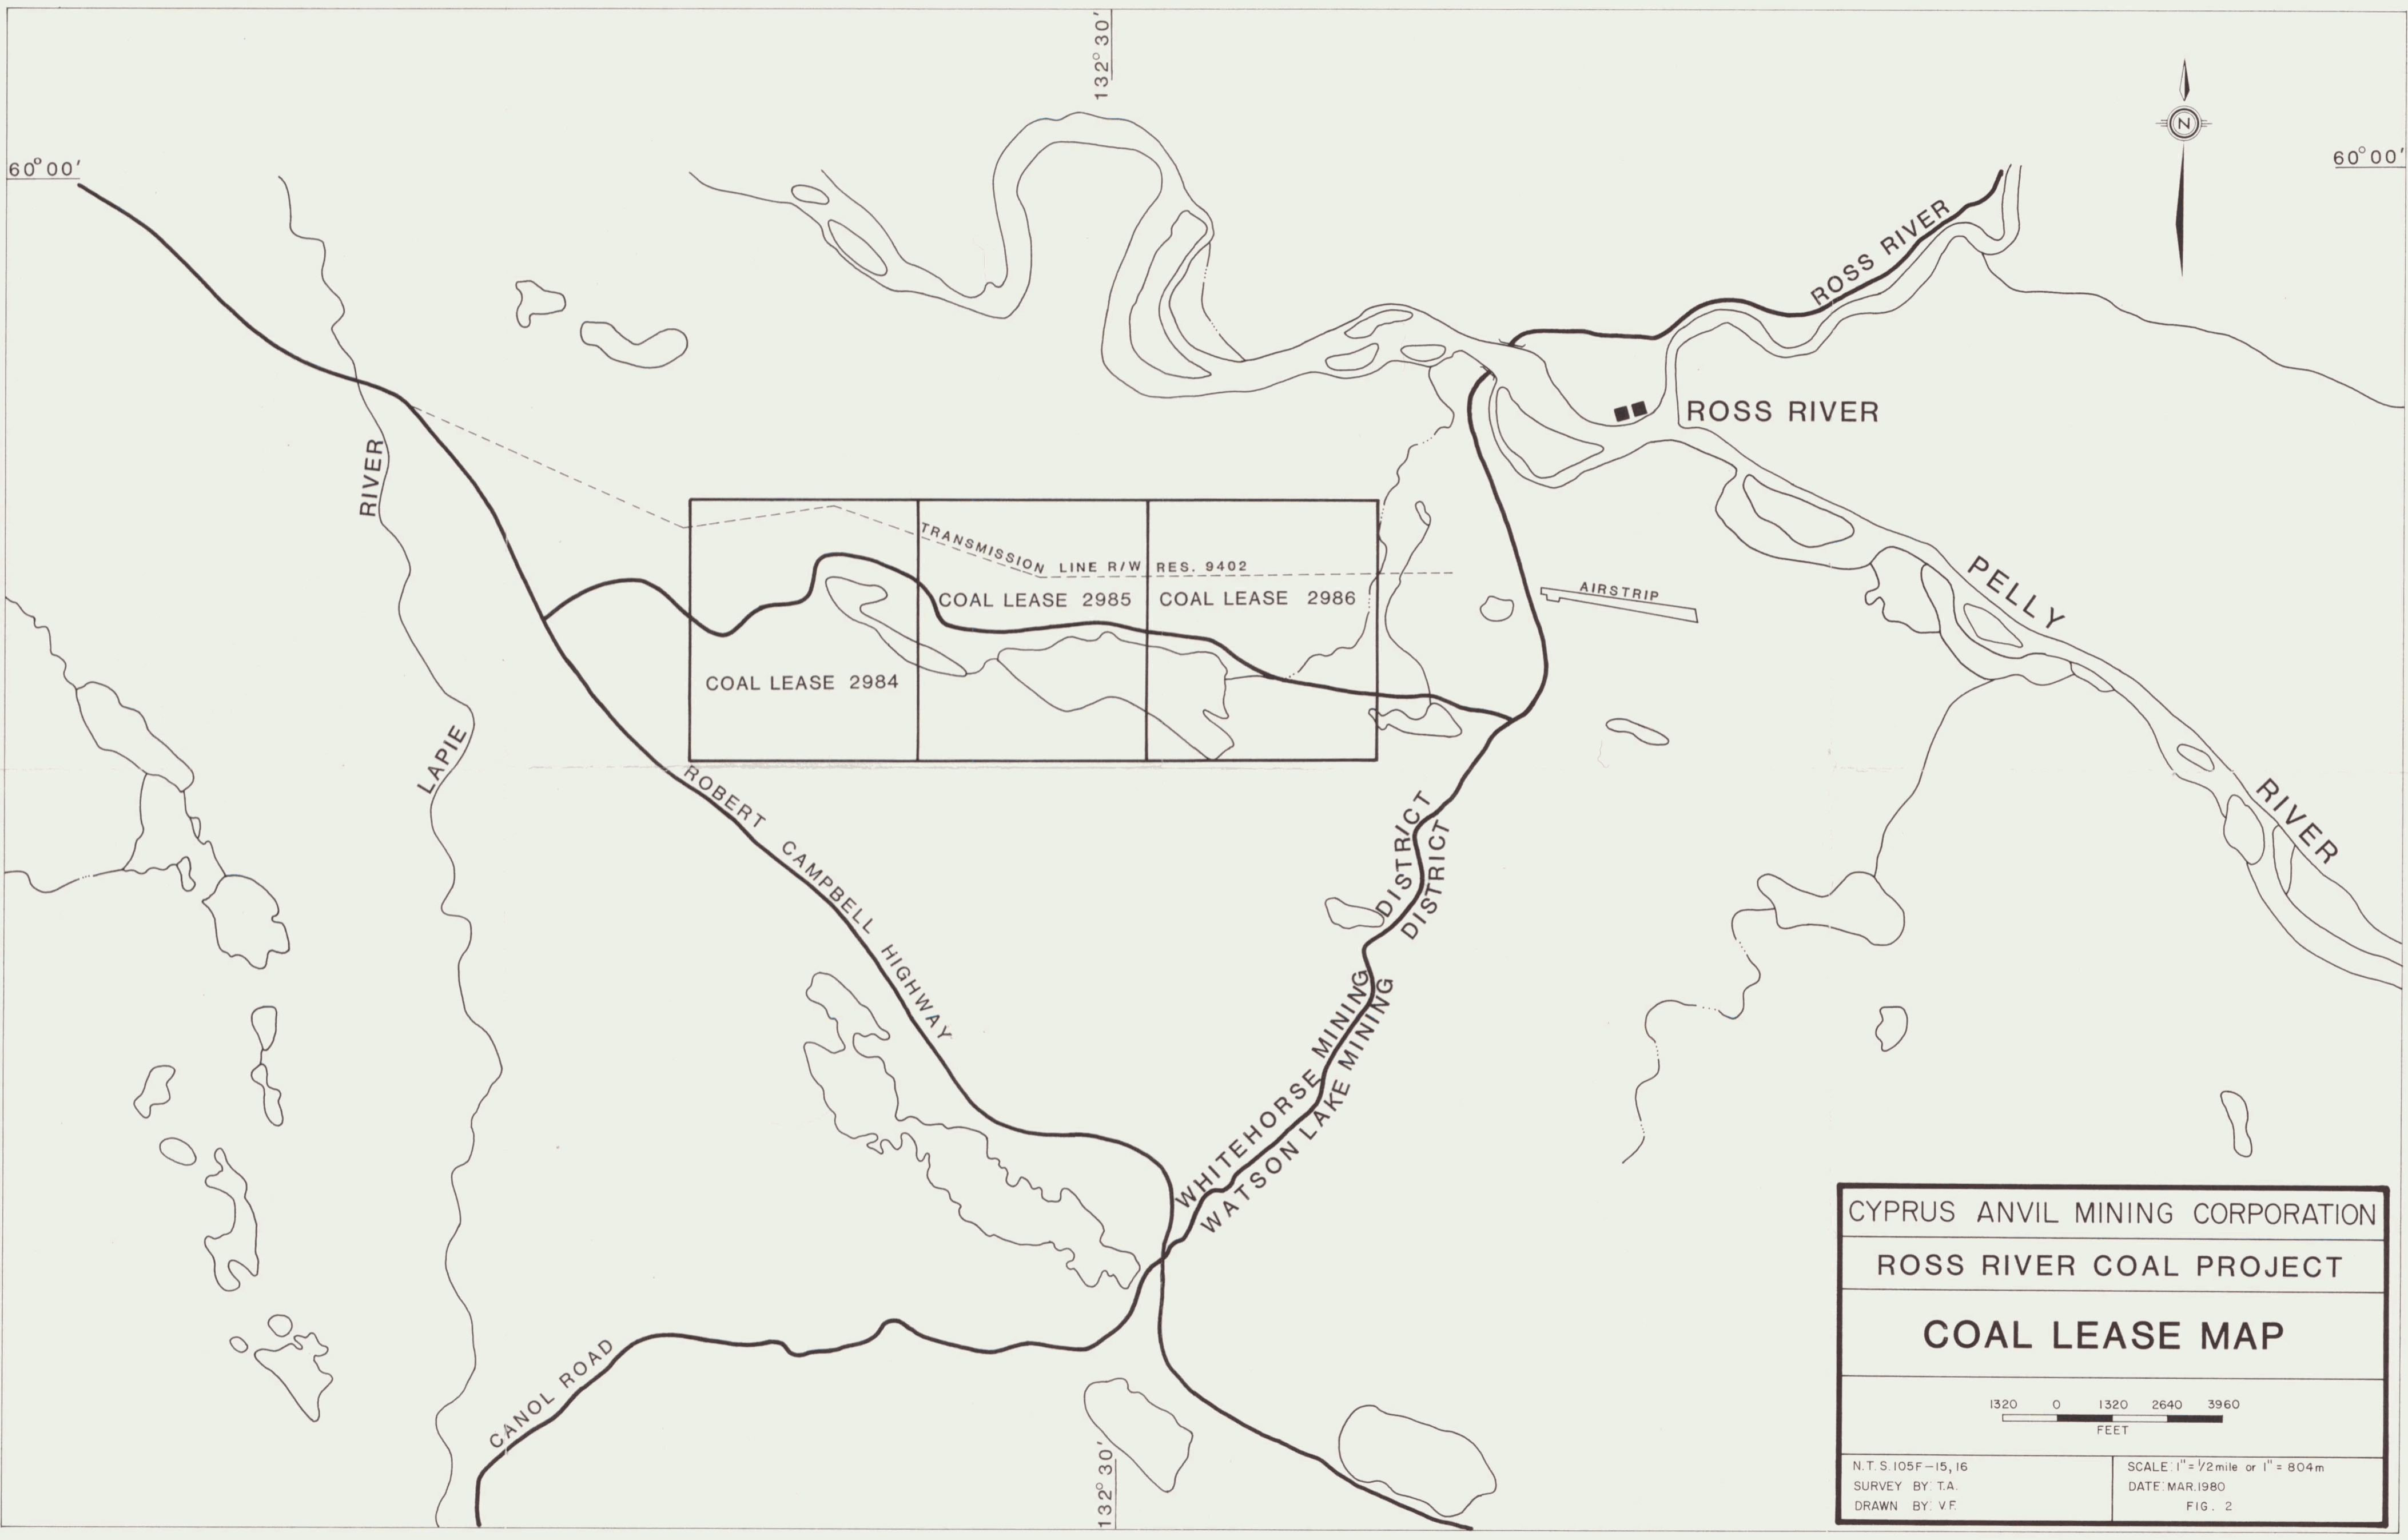 132° 30'
60° 00'
60° 00'
N
ROSS RIVER
ROSS RIVER
RIVER
TRANSMISSION LINE R/W RES. 9402
AIRSTRIP
COAL LEASE 2985
COAL LEASE 2986
PELLY
RIVER
COAL LEASE 2984
LAPIE
ROBERT CAMPBELL HIGHWAY
WHITEHORSE MINING DISTRICT
WATSON LAKE MINING DISTRICT
CANOL ROAD
132° 30'
CYPRUS ANVIL MINING CORPORATION
ROSS RIVER COAL PROJECT
COAL LEASE MAP
1320 0 1320 2640 3960
FEET
N.T.S. 105F-15, 16
SURVEY BY: T.A.
DRAWN BY: V.F.
SCALE: 1" = 1/2 mile or 1" = 804m
DATE: MAR. 1980
FIG. 2